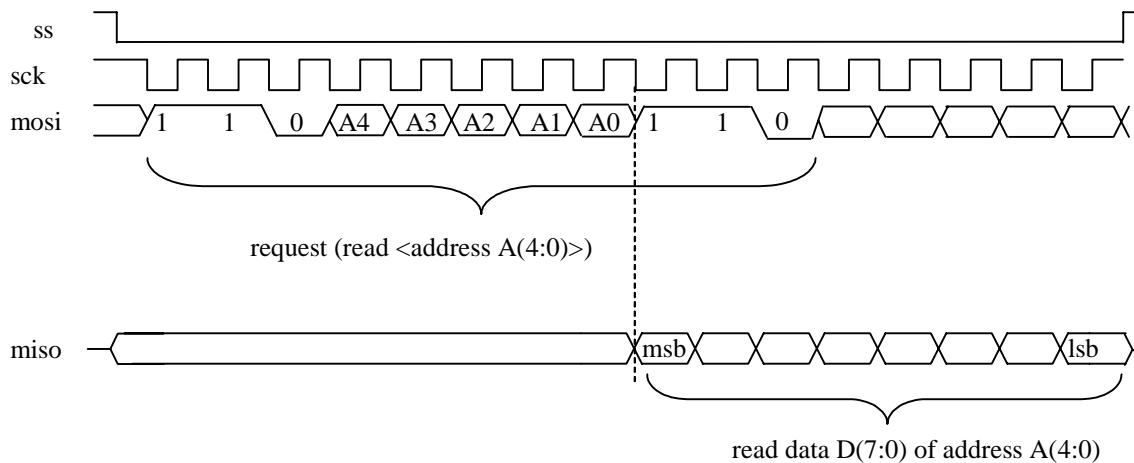 ss
sck
mosi 1 1 0 A4 A3 A2 A1 A0 1 1 0
request (read <address A(4:0)>)
miso msb lsb
read data D(7:0) of address A(4:0)